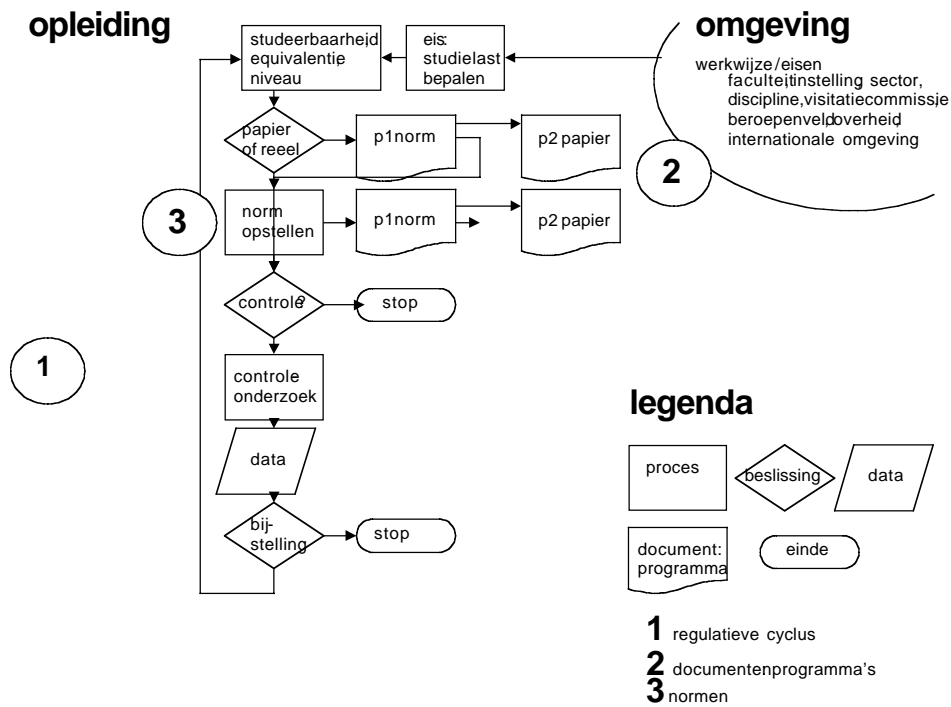 opleiding
studeerbaarheid,
equivalentie,
niveau
eis:
studielast
bepalen
omgeving
werkwijze/eisen
faculteit,instelling sector,
discipline,visitatiecommissie,
beroepenveld,overheid,
internationale omgeving
papier
of reeel
p1norm
p2 papier
2
3
norm
opstellen
p1norm
p2 papier
controle?
stop
1
controle
onderzoek
data
bij-
stelling
stop
legenda
proces
beslissing
data
document:
programma
einde
1 regulatieve cyclus
2 documentenprogramma's
3 normen